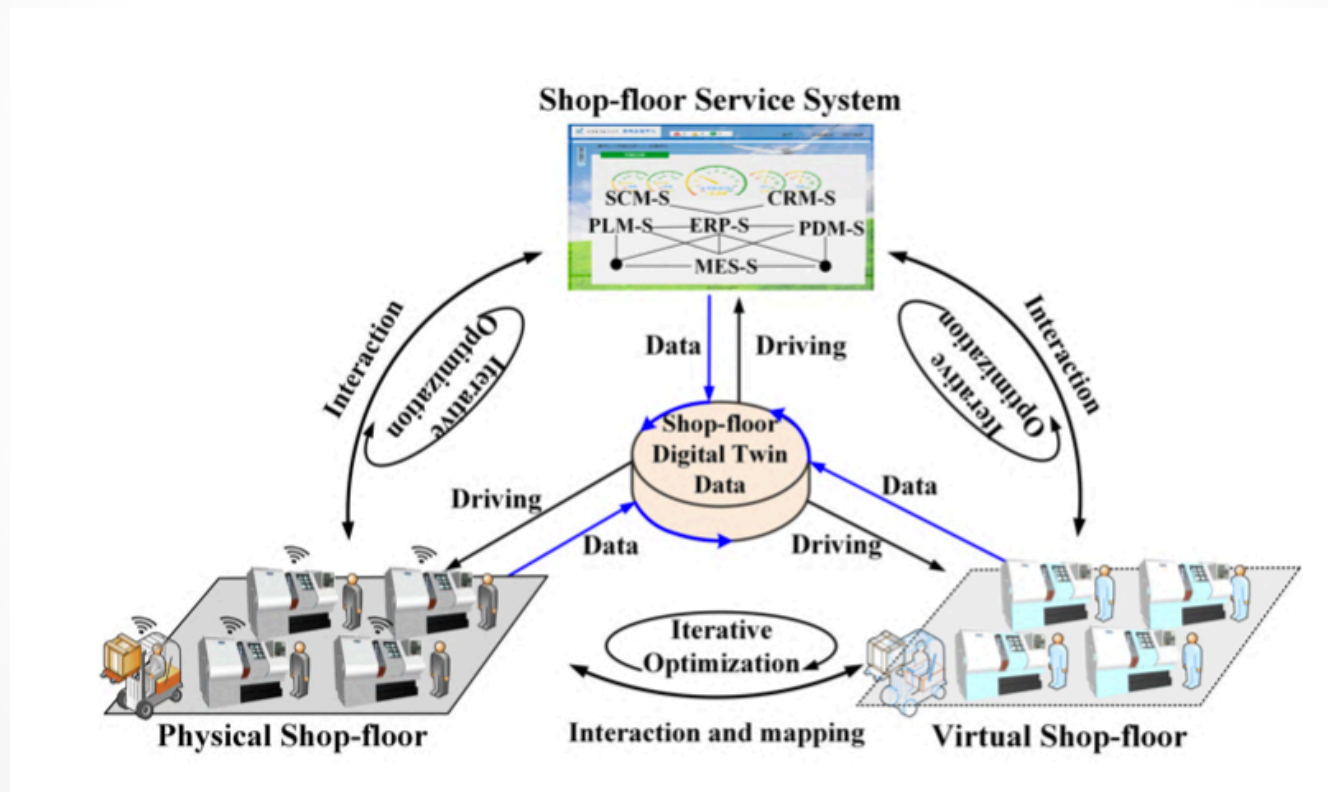 Shop-floor Service System
SCM-S CRM-S
PLM-S ERP-S PDM-S
MES-S
Interaction
Iterative
Optimization
Interaction
Iterative
Optimization
Data Driving
Shop-floor
Digital Twin
Data
Driving
Data
Data
Driving
Iterative
Optimization
Interaction and mapping
Physical Shop-floor
Virtual Shop-floor